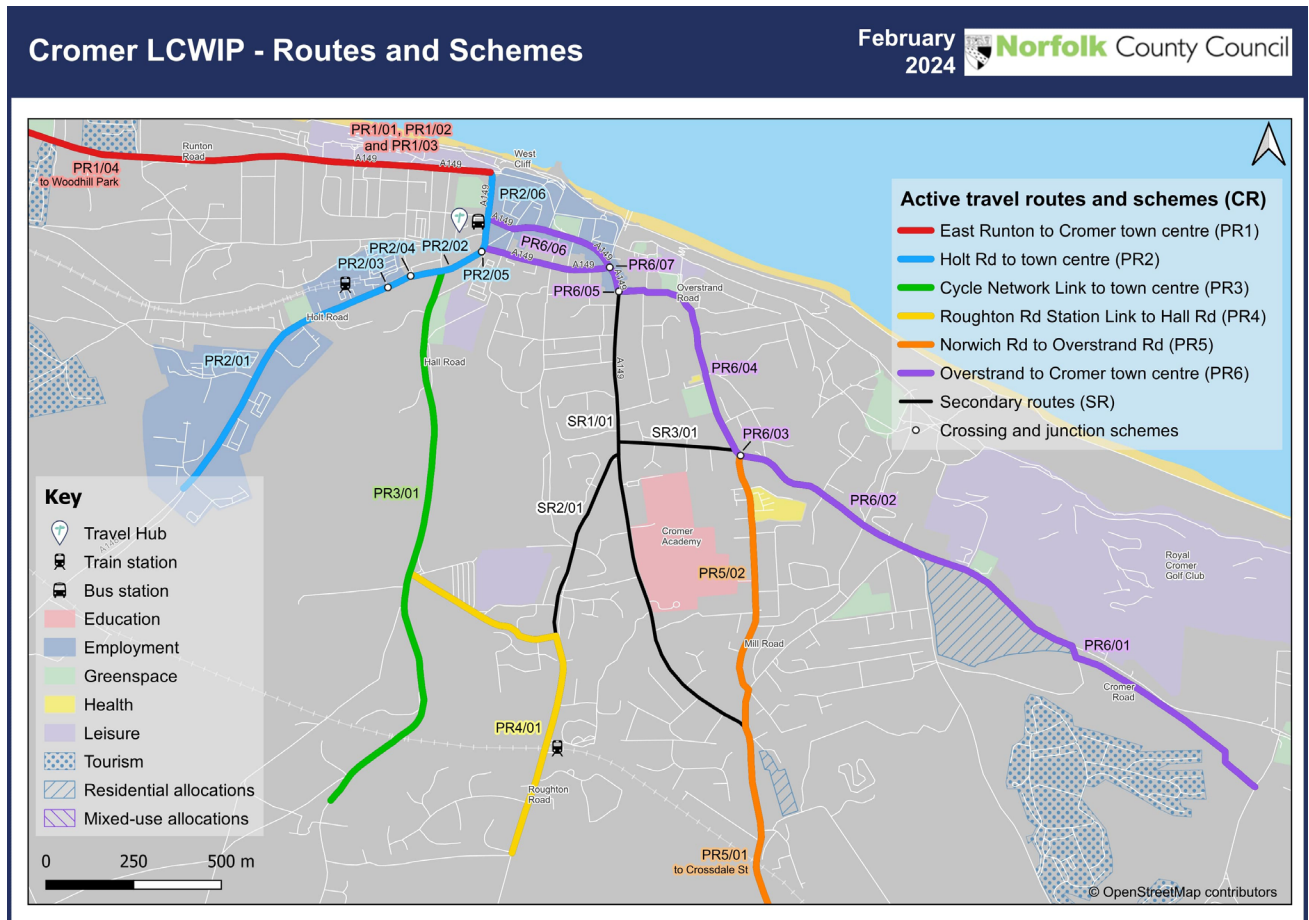 Cromer LCWIP - Routes and Schemes
February
2024
Norfolk County Council
PR1/01, PR1/02
and PR1/03
Runton
Road
A149
A149
West
Cliff
PR1/04
to Woodhill Park
A149
PR2/06
A149
PR6/06
A149
A149
A149
PR6/07
A149
PR2/04
PR2/02
PR2/03
PR2/05
PR6/05
Overstrand
Road
Holt Road
PR2/01
Hall Road
A149
PR6/04
SR1/01
SR3/01
PR6/03
PR3/01
SR2/01
PR6/02
Cromer
Academy
Royal
Cromer
Golf Club
A149
PR5/02
Mill Road
PR6/01
Cromer
Road
PR4/01
Roughton
Road
PR5/01
to Crossdale St
Active travel routes and schemes (CR)
East Runton to Cromer town centre (PR1)
Holt Rd to town centre (PR2)
Cycle Network Link to town centre (PR3)
Roughton Rd Station Link to Hall Rd (PR4)
Norwich Rd to Overstrand Rd (PR5)
Overstrand to Cromer town centre (PR6)
Secondary routes (SR)
Crossing and junction schemes
Key
Travel Hub
Train station
Bus station
Education
Employment
Greenspace
Health
Leisure
Tourism
Residential allocations
Mixed-use allocations
0 250 500 m
© OpenStreetMap contributors